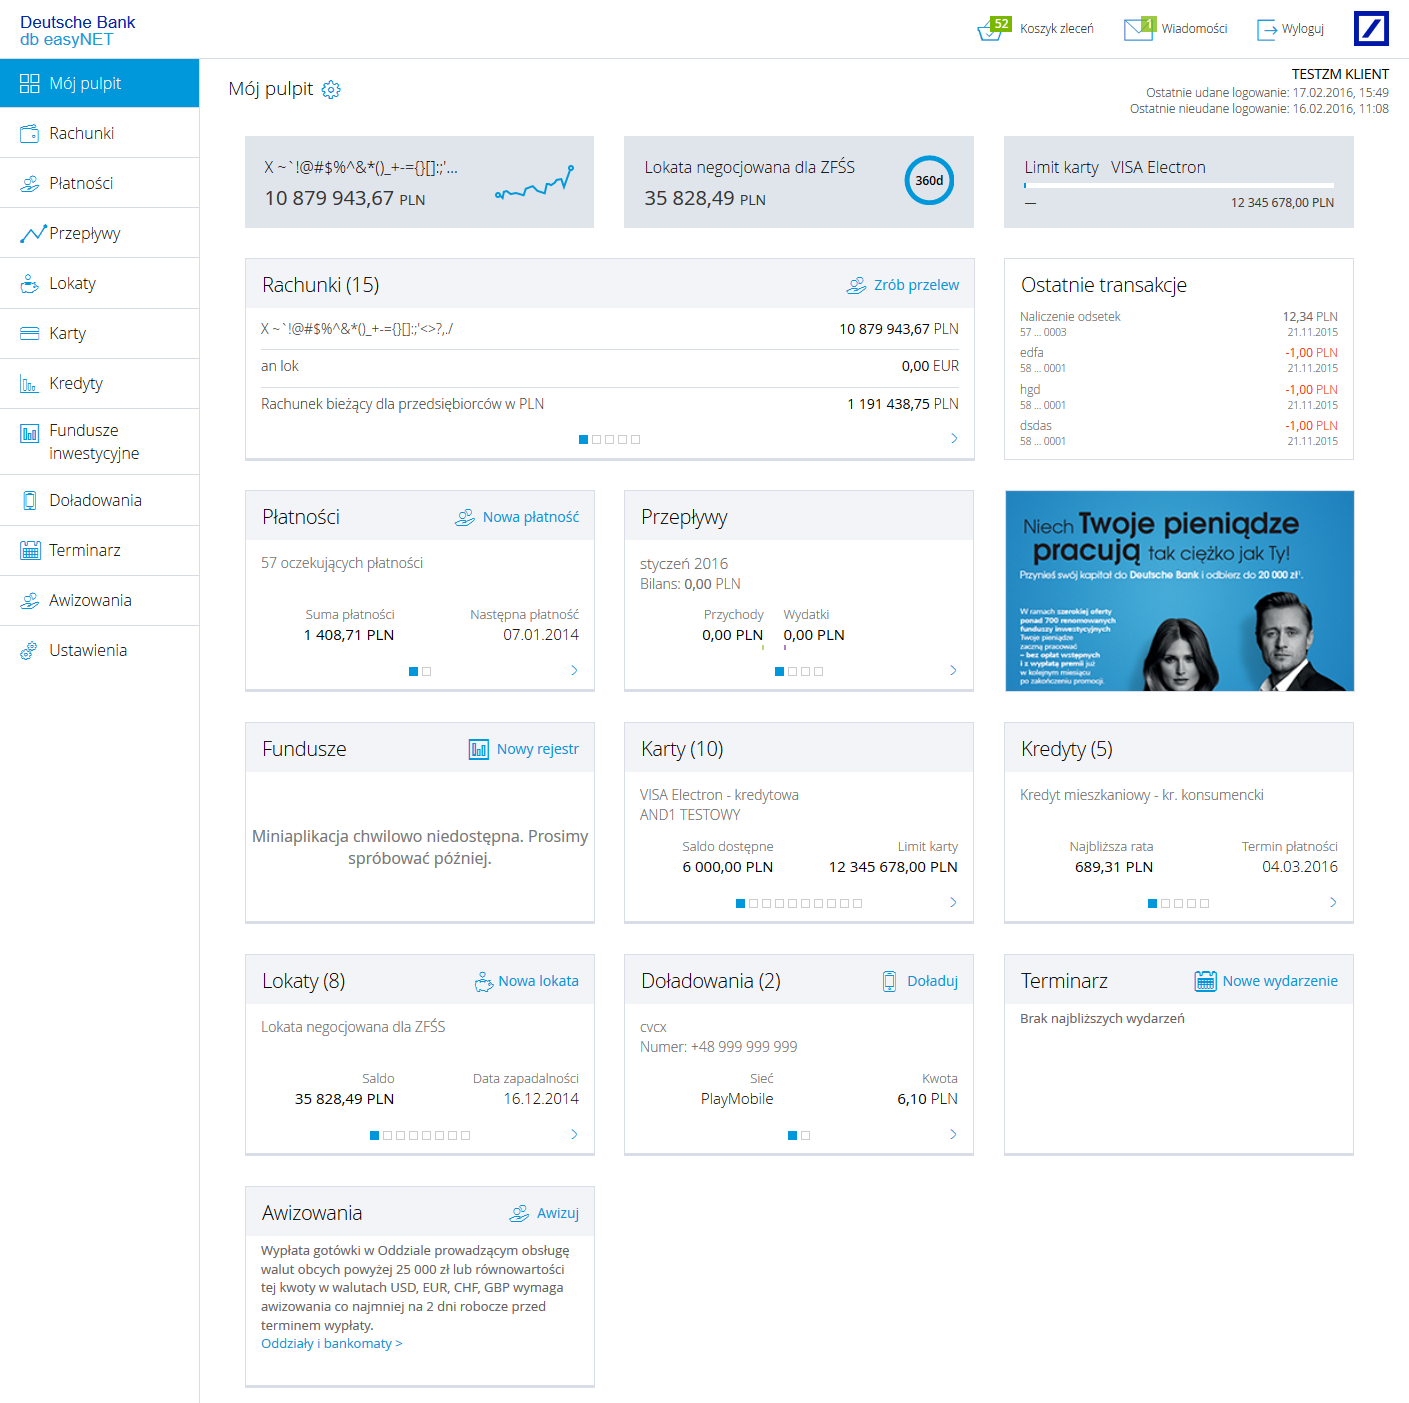 Deutsche Bank
db easyNET
52 Koszyk zleceń
1 Wiadomości
Wyloguj
Mój pulpit
Rachunki
Płatności
Przepływy
Lokaty
Karty
Kredyty
Fundusze
inwestycyjne
Doładowania
Terminarz
Awizowania
Ustawienia
Mój pulpit
TESTZM KLIENT
Ostatnie udane logowanie: 17.02.2016, 15:49
Ostatnie nieudane logowanie: 16.02.2016, 11:08
X ~`!@#$%^&*()_+-={}[]:;'...
10 879 943,67 PLN
Lokata negocjowana dla ZFŚS
35 828,49 PLN
360d
Limit karty VISA Electron
— 12 345 678,00 PLN
Rachunki (15) Zrób przelew
X ~`!@#$%^&*()_+-={}[]:;'<>?,./ 10 879 943,67 PLN
an lok 0,00 EUR
Rachunek bieżący dla przedsiębiorców w PLN 1 191 438,75 PLN
Ostatnie transakcje
Naliczenie odsetek 12,34 PLN
57 ... 0003 21.11.2015
edfa -1,00 PLN
58 ... 0001 21.11.2015
hgd -1,00 PLN
58 ... 0001 21.11.2015
dsdas -1,00 PLN
58 ... 0001 21.11.2015
Płatności Nowa płatność
57 oczekujących płatności
Suma płatności Następna płatność
1 408,71 PLN 07.01.2014
Przepływy
styczeń 2016
Bilans: 0,00 PLN
Przychody Wydatki
0,00 PLN 0,00 PLN
Niech Twoje pieniądze
pracują tak ciężko jak Ty!
Przynieś swój kapitał do Deutsche Bank i odbierz do 20 000 zł¹.
W ramach szerokiej oferty
ponad 700 renomowanych
funduszy inwestycyjnych
Twoje pieniądze
zaczną pracować
– bez opłat wstępnych
i z wypłatą premii już
w kolejnym miesiącu
po zakończeniu promocji.
Fundusze Nowy rejestr
Miniaplikacja chwilowo niedostępna. Prosimy
spróbować później.
Karty (10)
VISA Electron - kredytowa
AND1 TESTOWY
Saldo dostępne Limit karty
6 000,00 PLN 12 345 678,00 PLN
Kredyty (5)
Kredyt mieszkaniowy - kr. konsumencki
Najbliższa rata Termin płatności
689,31 PLN 04.03.2016
Lokaty (8) Nowa lokata
Lokata negocjowana dla ZFŚS
Saldo Data zapadalności
35 828,49 PLN 16.12.2014
Doładowania (2) Doładuj
cvcx
Numer: +48 999 999 999
Sieć Kwota
PlayMobile 6,10 PLN
Terminarz Nowe wydarzenie
Brak najbliższych wydarzeń
Awizowania Awizuj
Wypłata gotówki w Oddziale prowadzącym obsługę
walut obcych powyżej 25 000 zł lub równowartości
tej kwoty w walutach USD, EUR, CHF, GBP wymaga
awizowania co najmniej na 2 dni robocze przed
terminem wypłaty.
Oddziały i bankomaty >